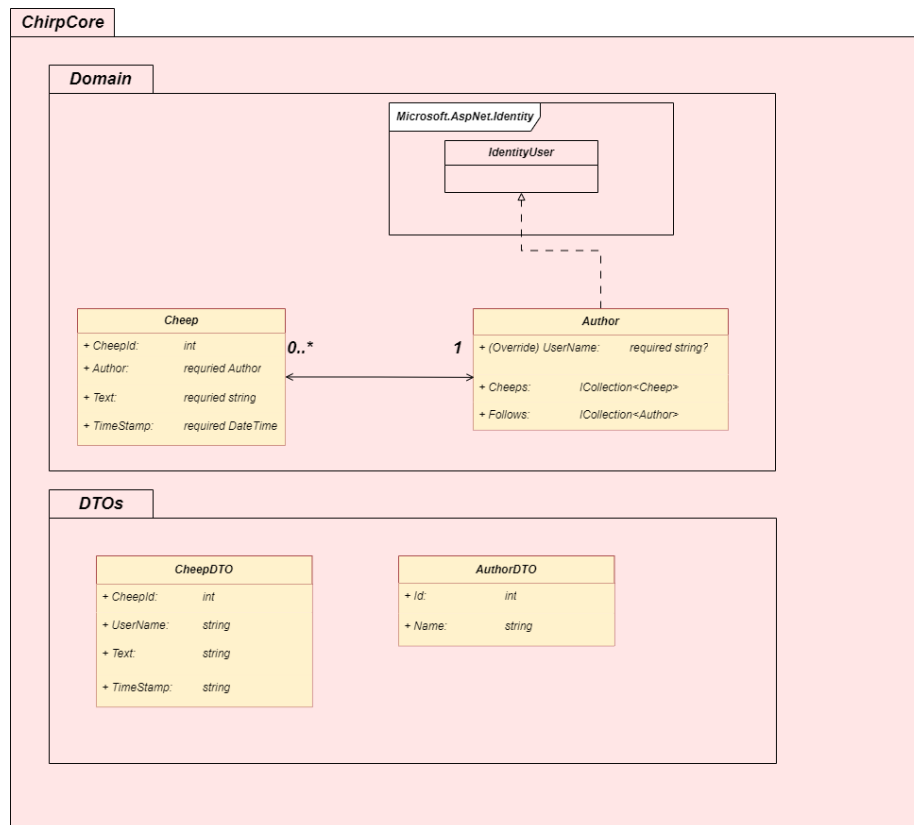 ChirpCore
Domain
Microsoft.AspNet.Identity
IdentityUser
Cheep
+ CheepId: int
+ Author: requried Author
+ Text: requried string
+ TimeStamp: required DateTime
0..*
1
Author
+ (Override) UserName: required string?
+ Cheeps: ICollection<Cheep>
+ Follows: ICollection<Author>
DTOs
CheepDTO
+ CheepId: int
+ UserName: string
+ Text: string
+ TimeStamp: string
AuthorDTO
+ Id: int
+ Name: string